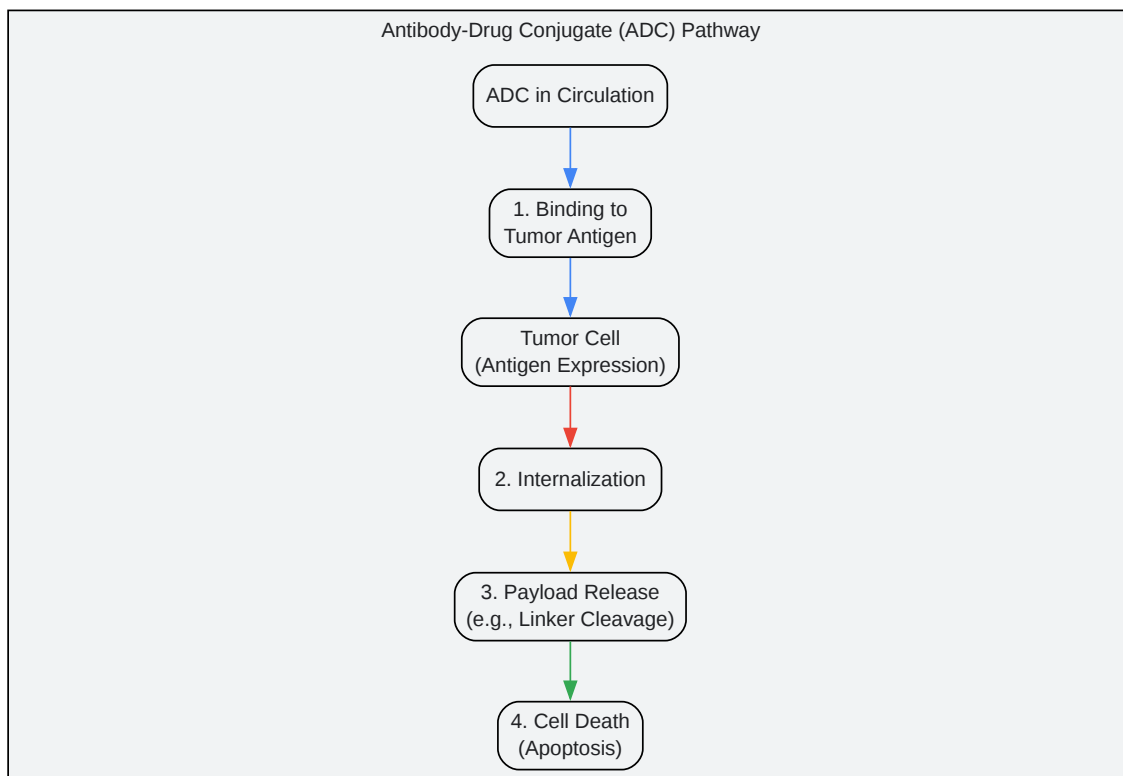 Antibody-Drug Conjugate (ADC) Pathway
ADC in Circulation
1. Binding to
Tumor Antigen
Tumor Cell
(Antigen Expression)
2. Internalization
3. Payload Release
(e.g., Linker Cleavage)
4. Cell Death
(Apoptosis)